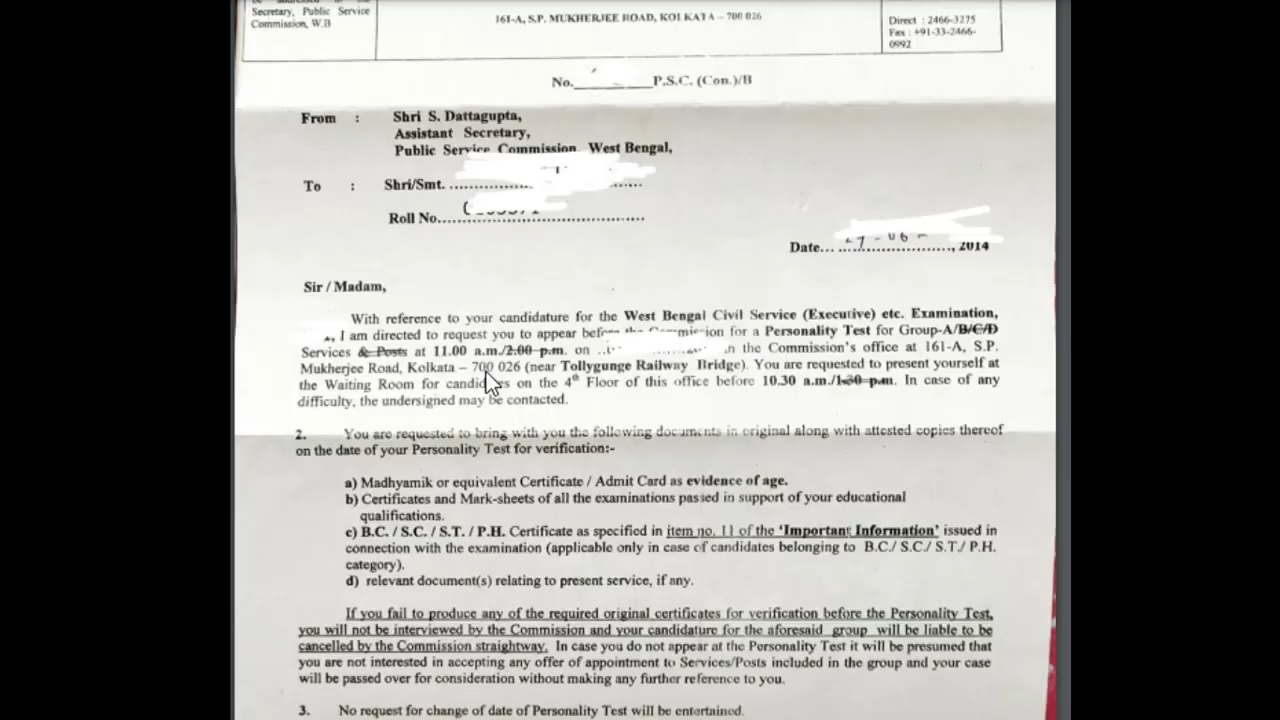 Secretary, Public Service
Commission, W.B
161-A, S.P. MUKHERJEE ROAD, KOLKATA – 700 026
Direct : 2466-3275
Fax : +91-33-2466-
0992
No. P.S.C. (Con.)/B
From : Shri S. Dattagupta,
Assistant Secretary,
Public Service Commission, West Bengal,
To : Shri/Smt.
Roll No.
Date... , 2014
Sir / Madam,
With reference to your candidature for the West Bengal Civil Service (Executive) etc. Examination,
, I am directed to request you to appear before the Commission for a Personality Test for Group-A/B/C/D
Services & Posts at 11.00 a.m./2.00 p.m. on in the Commission's office at 161-A, S.P.
Mukherjee Road, Kolkata – 700 026 (near Tollygunge Railway Bridge). You are requested to present yourself at
the Waiting Room for candidates on the 4th Floor of this office before 10.30 a.m./1.30 p.m. In case of any
difficulty, the undersigned may be contacted.
2. You are requested to bring with you the following documents in original along with attested copies thereof
on the date of your Personality Test for verification:-
a) Madhyamik or equivalent Certificate / Admit Card as evidence of age.
b) Certificates and Mark-sheets of all the examinations passed in support of your educational
qualifications.
c) B.C. / S.C. / S.T. / P.H. Certificate as specified in item no. 11 of the 'Important Information' issued in
connection with the examination (applicable only in case of candidates belonging to B.C./ S.C./ S.T./ P.H.
category).
d) relevant document(s) relating to present service, if any.
If you fail to produce any of the required original certificates for verification before the Personality Test,
you will not be interviewed by the Commission and your candidature for the aforesaid group will be liable to be
cancelled by the Commission straightway. In case you do not appear at the Personality Test it will be presumed that
you are not interested in accepting any offer of appointment to Services/Posts included in the group and your case
will be passed over for consideration without making any further reference to you.
3. No request for change of date of Personality Test will be entertained.